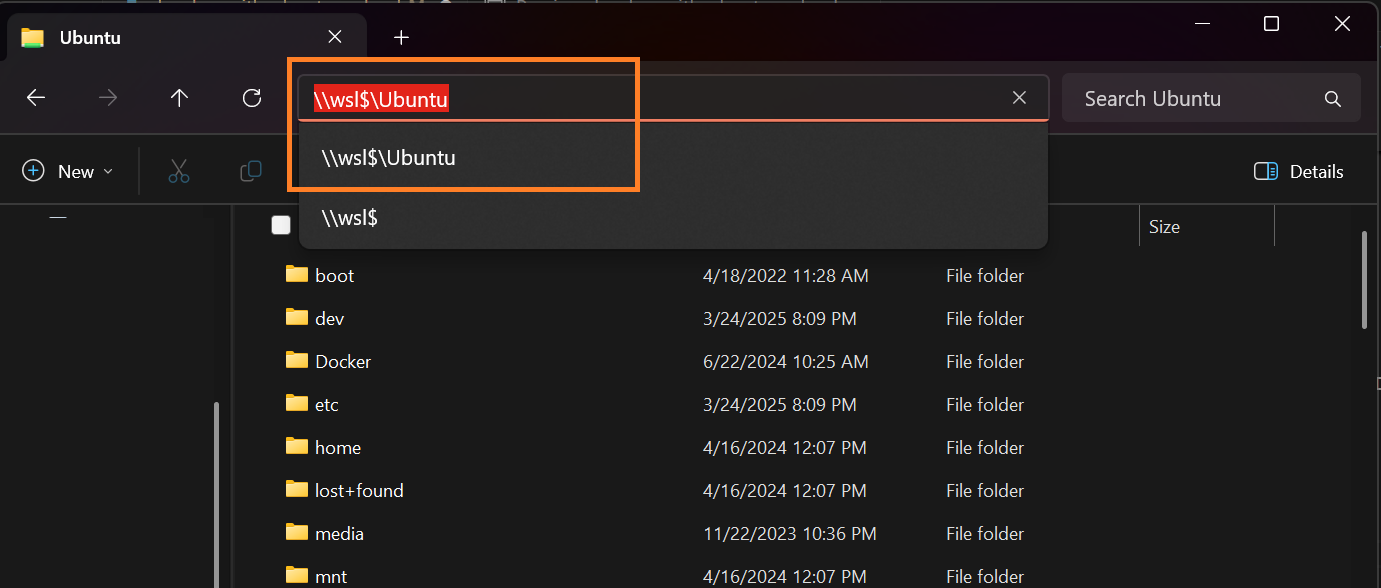 Ubuntu
\\wsl$\Ubuntu
Search Ubuntu
\\wsl$\Ubuntu
\\wsl$
New
Details
Size
boot 4/18/2022 11:28 AM File folder
dev 3/24/2025 8:09 PM File folder
Docker 6/22/2024 10:25 AM File folder
etc 3/24/2025 8:09 PM File folder
home 4/16/2024 12:07 PM File folder
lost+found 4/16/2024 12:07 PM File folder
media 11/22/2023 10:36 PM File folder
mnt 4/16/2024 12:07 PM File folder